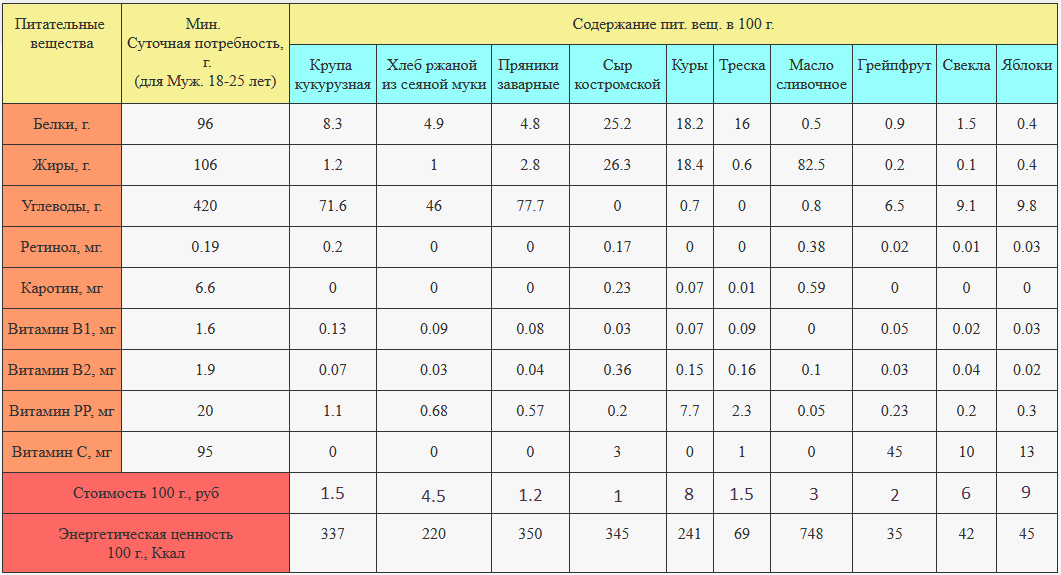 Питательные вещества | Мин. Суточная потребность, г. (для Муж. 18-25 лет) | Содержание пит. вещ. в 100 г.
Крупа кукурузная | Хлеб ржаной из сеяной муки | Пряники заварные | Сыр костромской | Куры | Треска | Масло сливочное | Грейпфрут | Свекла | Яблоки
Белки, г. | 96 | 8.3 | 4.9 | 4.8 | 25.2 | 18.2 | 16 | 0.5 | 0.9 | 1.5 | 0.4
Жиры, г. | 106 | 1.2 | 1 | 2.8 | 26.3 | 18.4 | 0.6 | 82.5 | 0.2 | 0.1 | 0.4
Углеводы, г. | 420 | 71.6 | 46 | 77.7 | 0 | 0.7 | 0 | 0.8 | 6.5 | 9.1 | 9.8
Ретинол, мг. | 0.19 | 0.2 | 0 | 0 | 0.17 | 0 | 0 | 0.38 | 0.02 | 0.01 | 0.03
Каротин, мг | 6.6 | 0 | 0 | 0 | 0.23 | 0.07 | 0.01 | 0.59 | 0 | 0 | 0
Витамин B1, мг | 1.6 | 0.13 | 0.09 | 0.08 | 0.03 | 0.07 | 0.09 | 0 | 0.05 | 0.02 | 0.03
Витамин B2, мг | 1.9 | 0.07 | 0.03 | 0.04 | 0.36 | 0.15 | 0.16 | 0.1 | 0.03 | 0.04 | 0.02
Витамин PP, мг | 20 | 1.1 | 0.68 | 0.57 | 0.2 | 7.7 | 2.3 | 0.05 | 0.23 | 0.2 | 0.3
Витамин C, мг | 95 | 0 | 0 | 0 | 3 | 0 | 1 | 0 | 45 | 10 | 13
Стоимость 100 г., руб | 1.5 | 4.5 | 1.2 | 1 | 8 | 1.5 | 3 | 2 | 6 | 9
Энергетическая ценность 100 г., Ккал | 337 | 220 | 350 | 345 | 241 | 69 | 748 | 35 | 42 | 45